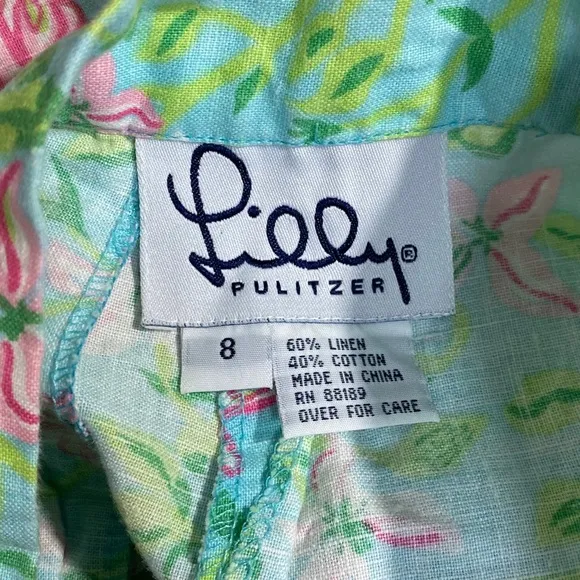 Lilly®
PULITZER
8
60% LINEN
40% COTTON
MADE IN CHINA
RN 88189
OVER FOR CARE